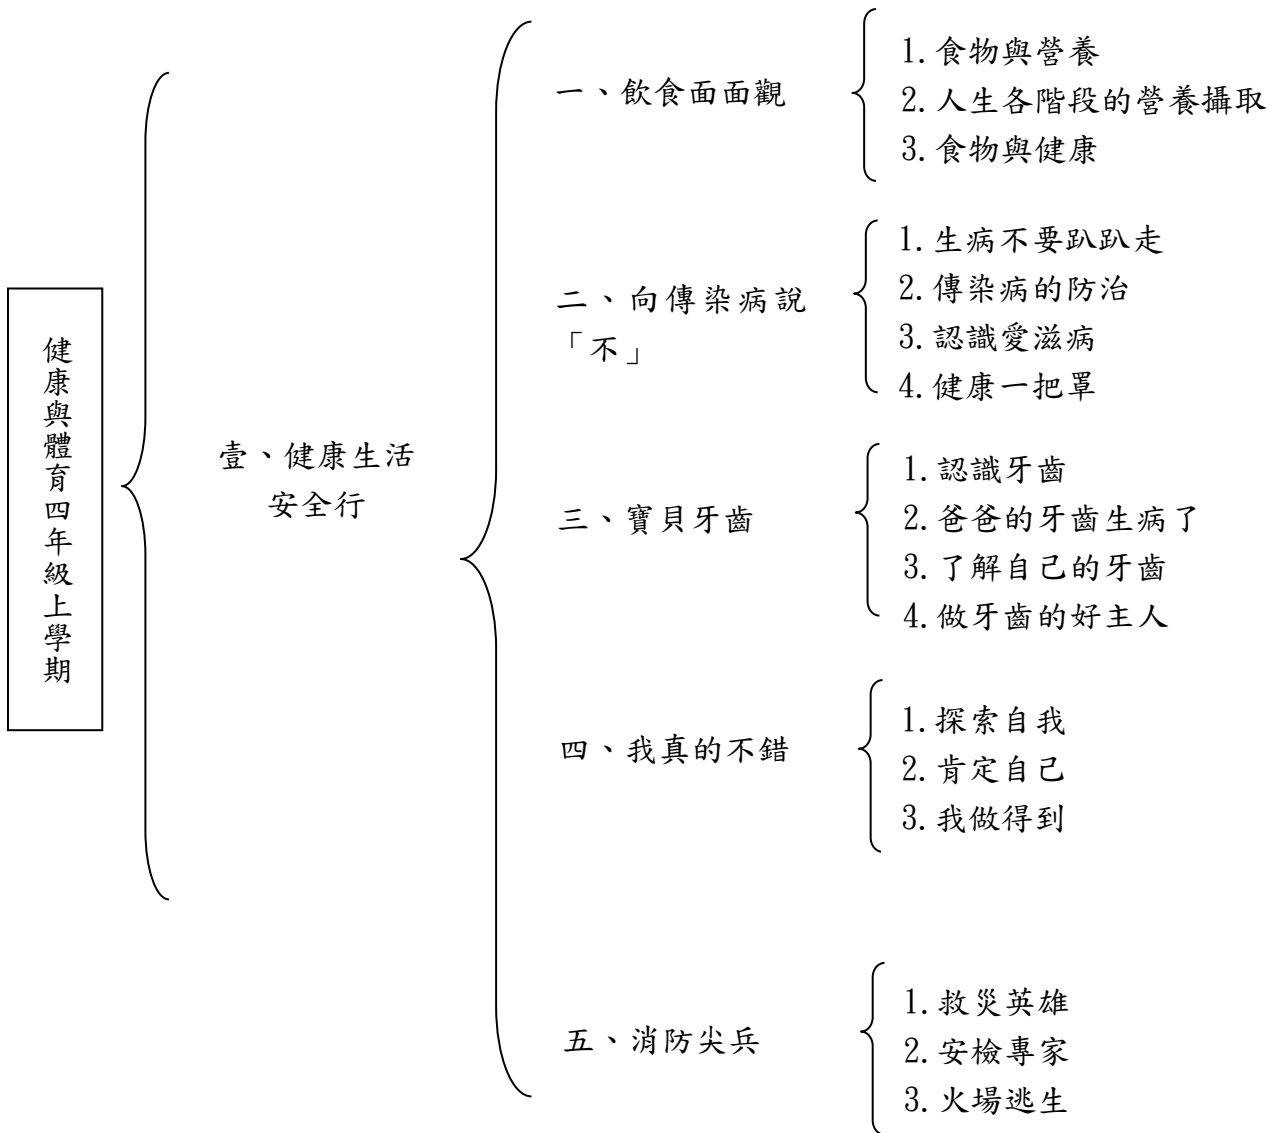 健康與體育四年級上學期
壹、健康生活
安全行
一、飲食面面觀
1.食物與營養
2.人生各階段的營養攝取
3.食物與健康
二、向傳染病說
「不」
1.生病不要趴趴走
2.傳染病的防治
3.認識愛滋病
4.健康一把罩
三、寶貝牙齒
1.認識牙齒
2.爸爸的牙齒生病了
3.了解自己的牙齒
4.做牙齒的好主人
四、我真的不錯
1.探索自我
2.肯定自己
3.我做得到
五、消防尖兵
1.救災英雄
2.安檢專家
3.火場逃生